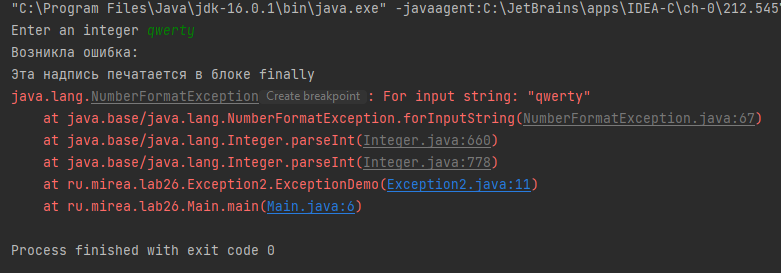 "C:\Program Files\Java\jdk-16.0.1\bin\java.exe" -javaagent:C:\JetBrains\apps\IDEA-C\ch-0\212.545
Enter an integer qwerty
Возникла ошибка:
Эта надпись печатается в блоке finally
java.lang.NumberFormatException Create breakpoint : For input string: "qwerty"
at java.base/java.lang.NumberFormatException.forInputString(NumberFormatException.java:67)
at java.base/java.lang.Integer.parseInt(Integer.java:660)
at java.base/java.lang.Integer.parseInt(Integer.java:778)
at ru.mirea.lab26.Exception2.ExceptionDemo(Exception2.java:11)
at ru.mirea.lab26.Main.main(Main.java:6)
Process finished with exit code 0